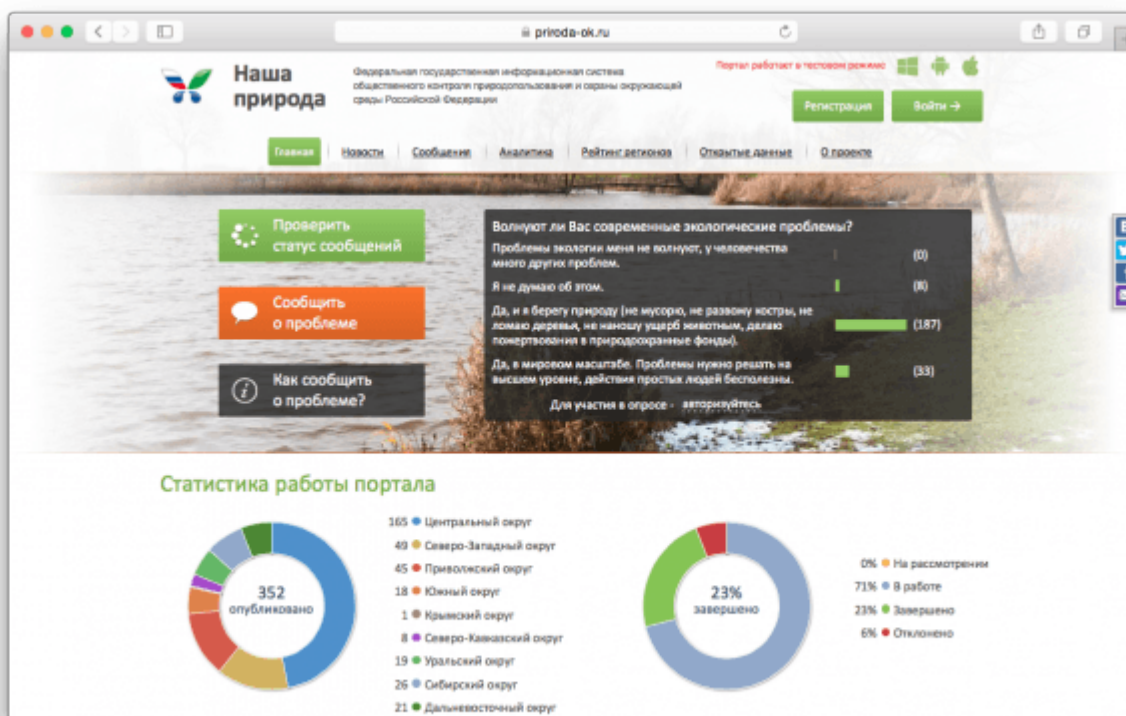 priroda-ok.ru
Наша
природа
Федеральная государственная информационная система
общественного контроля природопользования и охраны окружающей
среды Российской Федерации
Портал работает в тестовом режиме
Регистрация
Войти →
Главная
Новости
Сообщения
Аналитика
Рейтинг регионов
Открытые данные
О проекте
Проверить
статус сообщений
Сообщить
о проблеме
Как сообщить
о проблеме?
Волнуют ли Вас современные экологические проблемы?
Проблемы экологии меня не волнуют, у человечества
много других проблем.
(0)
Я не думаю об этом.
(8)
Да, и я берегу природу (не мусорю, не развожу костры, не
ломаю деревья, не наношу ущерб животным, делаю
пожертвования в природоохранные фонды).
(187)
Да, в мировом масштабе. Проблемы нужно решать на
высшем уровне, действия простых людей бесполезны.
(33)
Для участия в опросе - авторизуйтесь
Статистика работы портала
352
опубликовано
165 Центральный округ
49 Северо-Западный округ
45 Приволжский округ
18 Южный округ
1 Крымский округ
8 Северо-Кавказский округ
19 Уральский округ
26 Сибирский округ
21 Дальневосточный округ
23%
завершено
0% На рассмотрении
71% В работе
23% Завершено
6% Отклонено